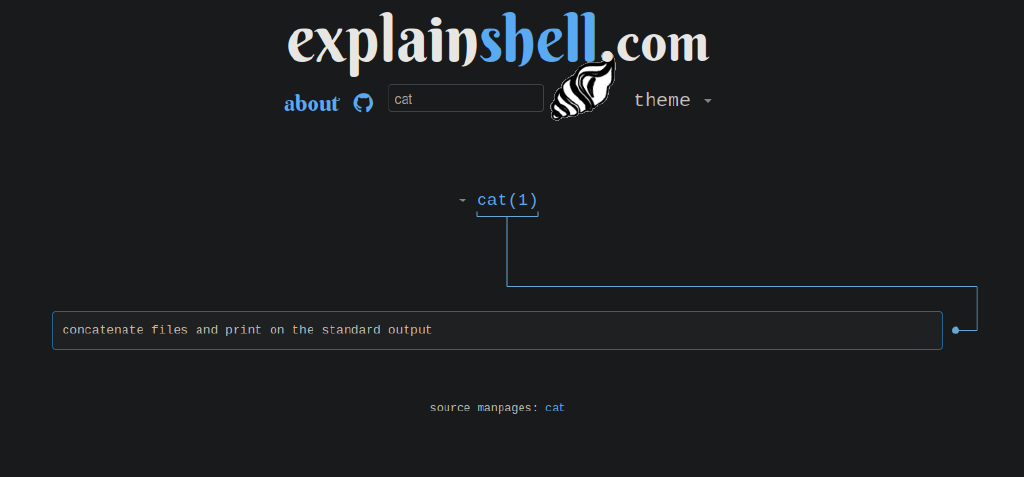 explainshell.com
about
cat
theme
cat(1)
concatenate files and print on the standard output
source manpages: cat